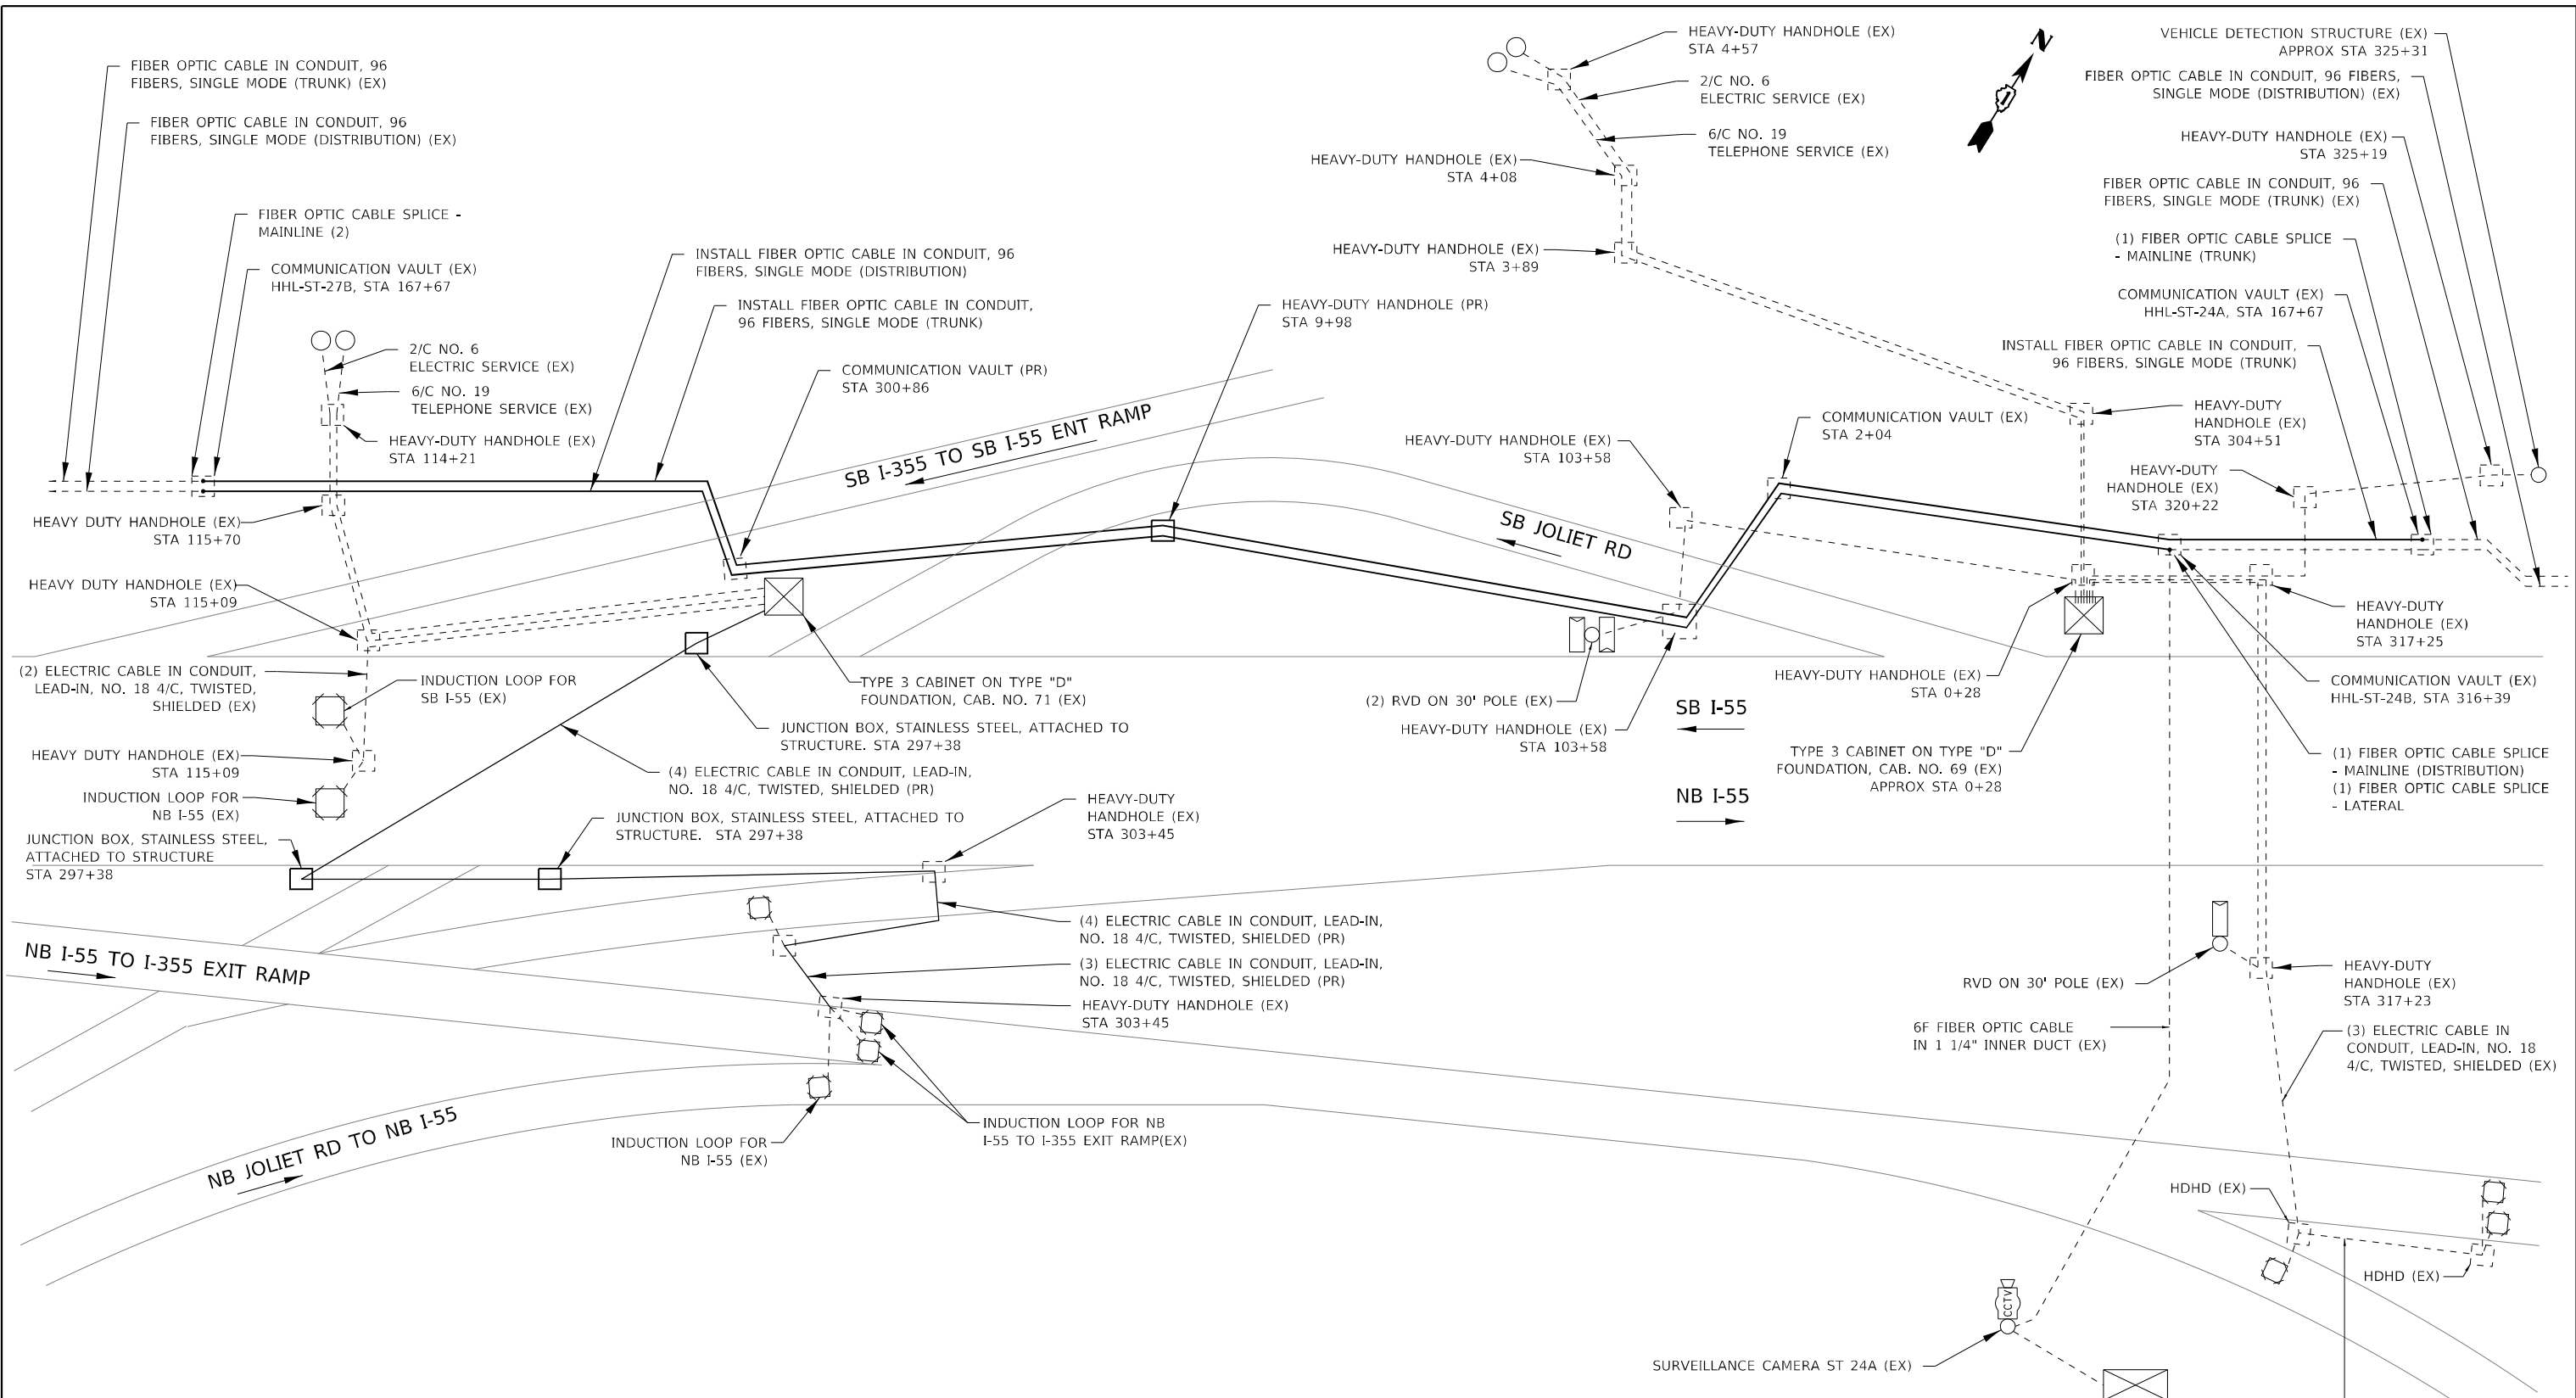 FIBER OPTIC CABLE IN CONDUIT, 96
FIBERS, SINGLE MODE (TRUNK) (EX)
FIBER OPTIC CABLE IN CONDUIT, 96
FIBERS, SINGLE MODE (DISTRIBUTION) (EX)
FIBER OPTIC CABLE SPLICE -
MAINLINE (2)
COMMUNICATION VAULT (EX)
HHL-ST-27B, STA 167+67
2/C NO. 6
ELECTRIC SERVICE (EX)
6/C NO. 19
TELEPHONE SERVICE (EX)
HEAVY-DUTY HANDHOLE (EX)
STA 114+21
INSTALL FIBER OPTIC CABLE IN CONDUIT, 96
FIBERS, SINGLE MODE (DISTRIBUTION)
INSTALL FIBER OPTIC CABLE IN CONDUIT,
96 FIBERS, SINGLE MODE (TRUNK)
COMMUNICATION VAULT (PR)
STA 300+86
HEAVY-DUTY HANDHOLE (PR)
STA 9+98
HEAVY-DUTY HANDHOLE (EX)
STA 4+57
2/C NO. 6
ELECTRIC SERVICE (EX)
6/C NO. 19
TELEPHONE SERVICE (EX)
HEAVY-DUTY HANDHOLE (EX)
STA 4+08
HEAVY-DUTY HANDHOLE (EX)
STA 3+89
N
VEHICLE DETECTION STRUCTURE (EX)
APPROX STA 325+31
FIBER OPTIC CABLE IN CONDUIT, 96 FIBERS,
SINGLE MODE (DISTRIBUTION) (EX)
HEAVY-DUTY HANDHOLE (EX)
STA 325+19
FIBER OPTIC CABLE IN CONDUIT, 96
FIBERS, SINGLE MODE (TRUNK) (EX)
(1) FIBER OPTIC CABLE SPLICE
- MAINLINE (TRUNK)
COMMUNICATION VAULT (EX)
HHL-ST-24A, STA 167+67
INSTALL FIBER OPTIC CABLE IN CONDUIT,
96 FIBERS, SINGLE MODE (TRUNK)
HEAVY-DUTY
HANDHOLE (EX)
STA 304+51
HEAVY-DUTY
HANDHOLE (EX)
STA 320+22
COMMUNICATION VAULT (EX)
STA 2+04
HEAVY-DUTY HANDHOLE (EX)
STA 103+58
SB I-355 TO SB I-55 ENT RAMP
SB JOLIET RD
HEAVY DUTY HANDHOLE (EX)
STA 115+70
HEAVY DUTY HANDHOLE (EX)
STA 115+09
(2) ELECTRIC CABLE IN CONDUIT,
LEAD-IN, NO. 18 4/C, TWISTED,
SHIELDED (EX)
INDUCTION LOOP FOR
SB I-55 (EX)
HEAVY DUTY HANDHOLE (EX)
STA 115+09
INDUCTION LOOP FOR
NB I-55 (EX)
JUNCTION BOX, STAINLESS STEEL,
ATTACHED TO STRUCTURE
STA 297+38
TYPE 3 CABINET ON TYPE "D"
FOUNDATION, CAB. NO. 71 (EX)
JUNCTION BOX, STAINLESS STEEL, ATTACHED TO
STRUCTURE. STA 297+38
(4) ELECTRIC CABLE IN CONDUIT, LEAD-IN,
NO. 18 4/C, TWISTED, SHIELDED (PR)
JUNCTION BOX, STAINLESS STEEL, ATTACHED TO
STRUCTURE. STA 297+38
HEAVY-DUTY
HANDHOLE (EX)
STA 303+45
(2) RVD ON 30' POLE (EX)
HEAVY-DUTY HANDHOLE (EX)
STA 103+58
SB I-55
NB I-55
HEAVY-DUTY HANDHOLE (EX)
STA 0+28
TYPE 3 CABINET ON TYPE "D"
FOUNDATION, CAB. NO. 69 (EX)
APPROX STA 0+28
HEAVY-DUTY
HANDHOLE (EX)
STA 317+25
COMMUNICATION VAULT (EX)
HHL-ST-24B, STA 316+39
(1) FIBER OPTIC CABLE SPLICE
- MAINLINE (DISTRIBUTION)
(1) FIBER OPTIC CABLE SPLICE
- LATERAL
NB I-55 TO I-355 EXIT RAMP
(4) ELECTRIC CABLE IN CONDUIT, LEAD-IN,
NO. 18 4/C, TWISTED, SHIELDED (PR)
(3) ELECTRIC CABLE IN CONDUIT, LEAD-IN,
NO. 18 4/C, TWISTED, SHIELDED (PR)
HEAVY-DUTY HANDHOLE (EX)
STA 303+45
RVD ON 30' POLE (EX)
HEAVY-DUTY
HANDHOLE (EX)
STA 317+23
6F FIBER OPTIC CABLE
IN 1 1/4" INNER DUCT (EX)
(3) ELECTRIC CABLE IN
CONDUIT, LEAD-IN, NO. 18
4/C, TWISTED, SHIELDED (EX)
NB JOLIET RD TO NB I-55
INDUCTION LOOP FOR
NB I-55 (EX)
INDUCTION LOOP FOR NB
I-55 TO I-355 EXIT RAMP(EX)
HDHD (EX)
HDHD (EX)
CCTV
SURVEILLANCE CAMERA ST 24A (EX)